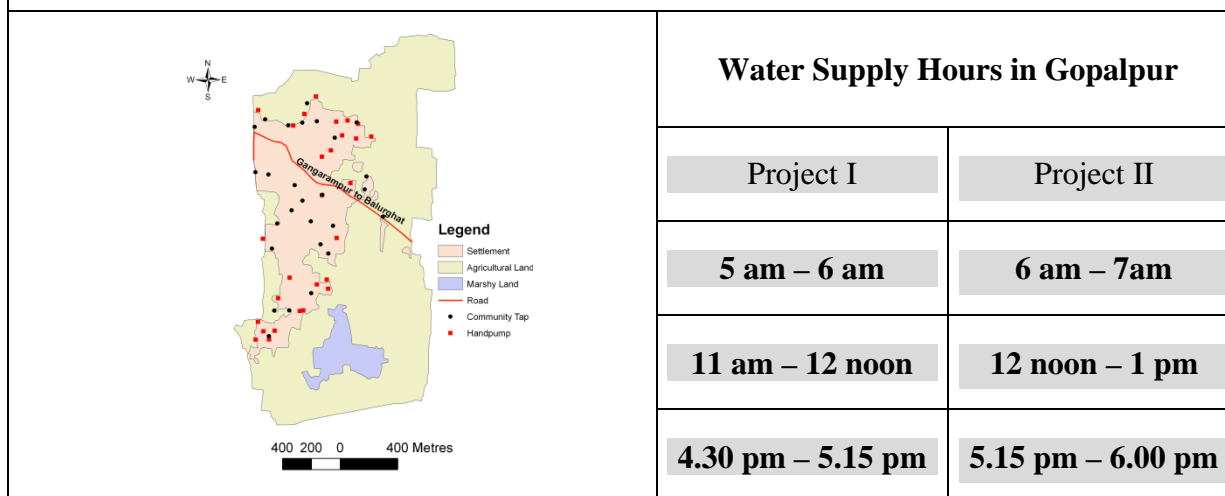 N
W E
S
Gangarampur to Balurghat
Legend
Settlement
Agricultural Land
Marshy Land
Road
Community Tap
Handpump
400 200 0 400 Metres
Water Supply Hours in Gopalpur
Project I Project II
5 am – 6 am 6 am – 7am
11 am – 12 noon 12 noon – 1 pm
4.30 pm – 5.15 pm 5.15 pm – 6.00 pm